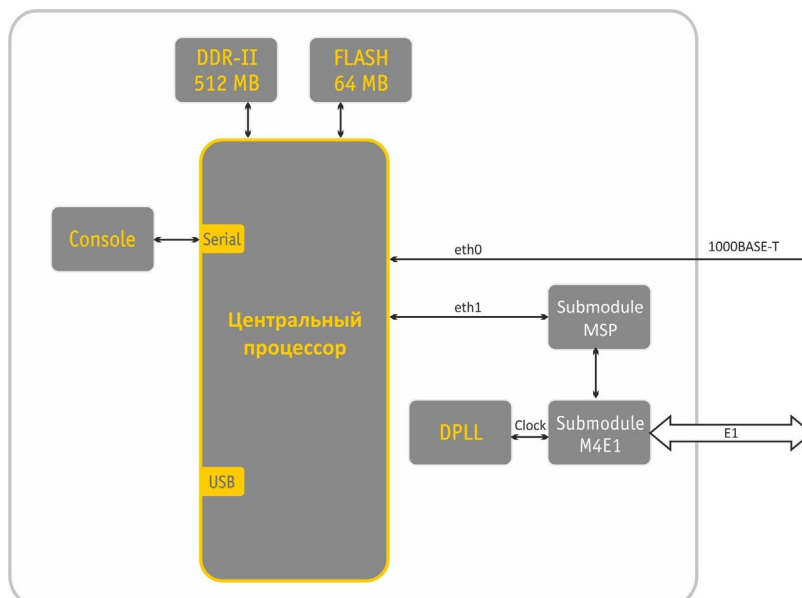 DDR-II
512 MB
FLASH
64 MB
Console
Serial
eth0
1000BASE-T
eth1
Submodule
MSP
Центральный
процессор
DPLL
Clock
Submodule
M4E1
E1
USB